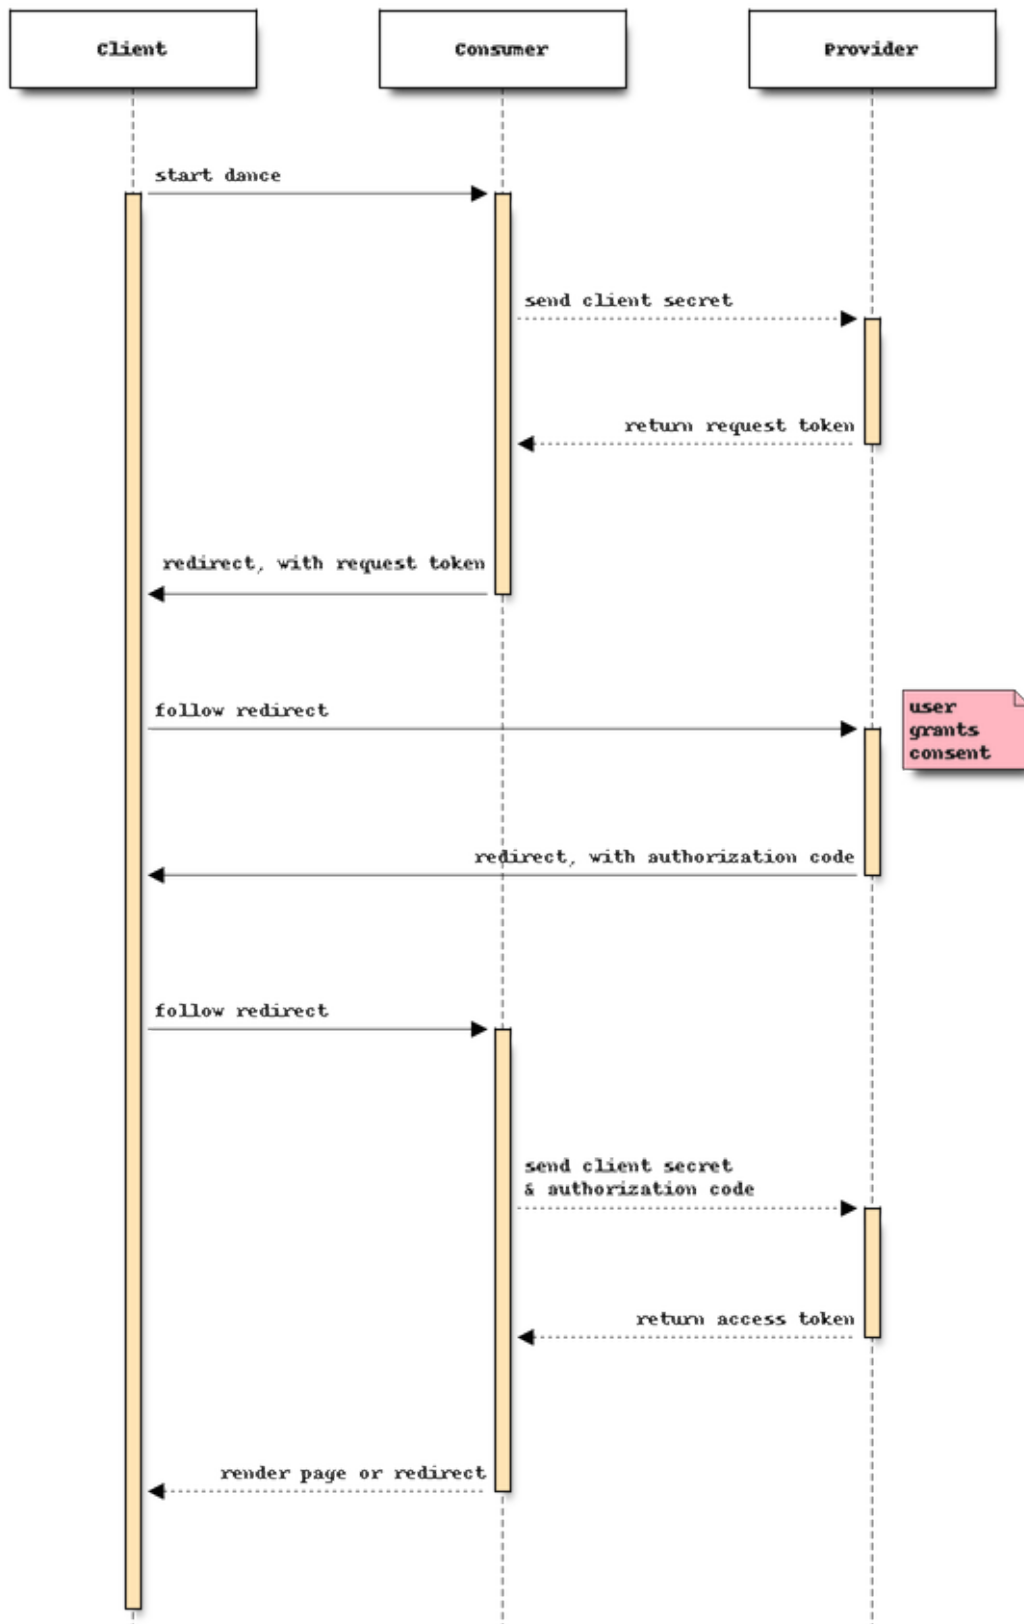 Client
Consumer
Provider
start dance
send client secret
return request token
redirect, with request token
follow redirect
user
grants
consent
redirect, with authorization code
follow redirect
send client secret
& authorization code
return access token
render page or redirect